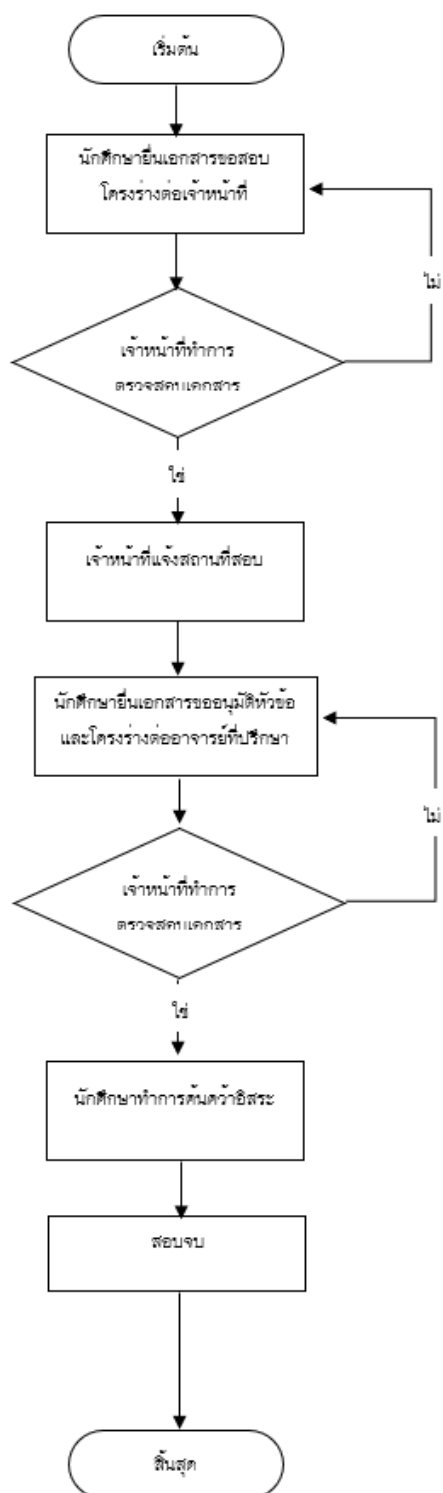 เริ่มต้น
นักศึกษายื่นเอกสารขอสอบ
โครงร่างต่อเจ้าหน้าที่
ไม่
เจ้าหน้าที่ทำการ
ตรวจสอบเอกสาร
ใช่
เจ้าหน้าที่แจ้งสถานที่สอบ
นักศึกษายื่นเอกสารขออนุมัติหัวข้อ
และโครงร่างต่ออาจารย์ที่ปรึกษา
ไม่
เจ้าหน้าที่ทำการ
ตรวจสอบเอกสาร
ใช่
นักศึกษาทำการค้นคว้าอิสระ
สอบจบ
สิ้นสุด